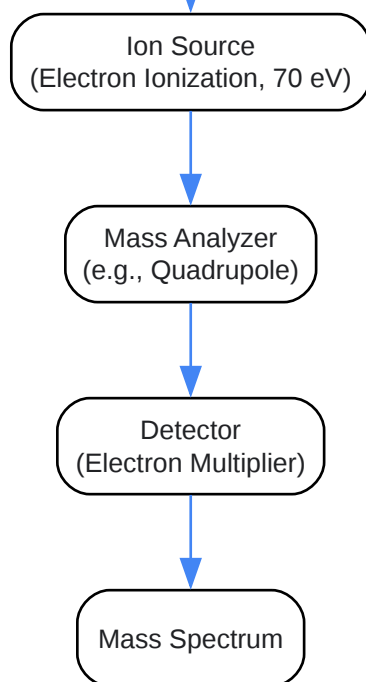 Ion Source
(Electron Ionization, 70 eV)
Mass Analyzer
(e.g., Quadrupole)
Detector
(Electron Multiplier)
Mass Spectrum